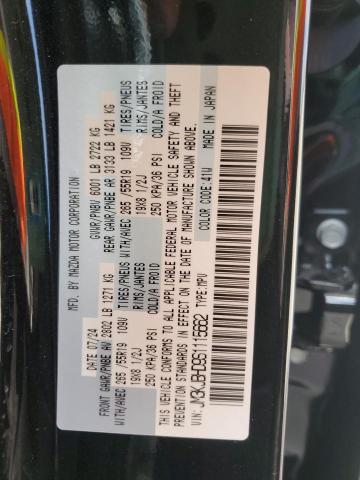 MFD. BY MAZDA MOTOR CORPORATION
07/24 GVWR/PNBV 6001 LB 2722 KG
FRONT GAWR/PNBE AV 2802 LB 1271 KG REAR GAWR/PNBE AR 3133 LB 1421 KG
WITH/AVEC 265/55R19 109V TIRES/PNEUS WITH/AVEC 265/55R19 109V TIRES/PNEUS
19X8 1/2J RIMS/JANTES 19X8 1/2J RIMS/JANTES
250 KPA/36 PSI COLD/A FROID 250 KPA/36 PSI COLD/A FROID
THIS VEHICLE CONFORMS TO ALL APPLICABLE FEDERAL MOTOR VEHICLE SAFETY AND THEFT
PREVENTION STANDARDS IN EFFECT ON THE DATE OF MANUFACTURE SHOWN ABOVE.
VIN: TYPE: MPV COLOR CODE: 41W MADE IN JAPAN